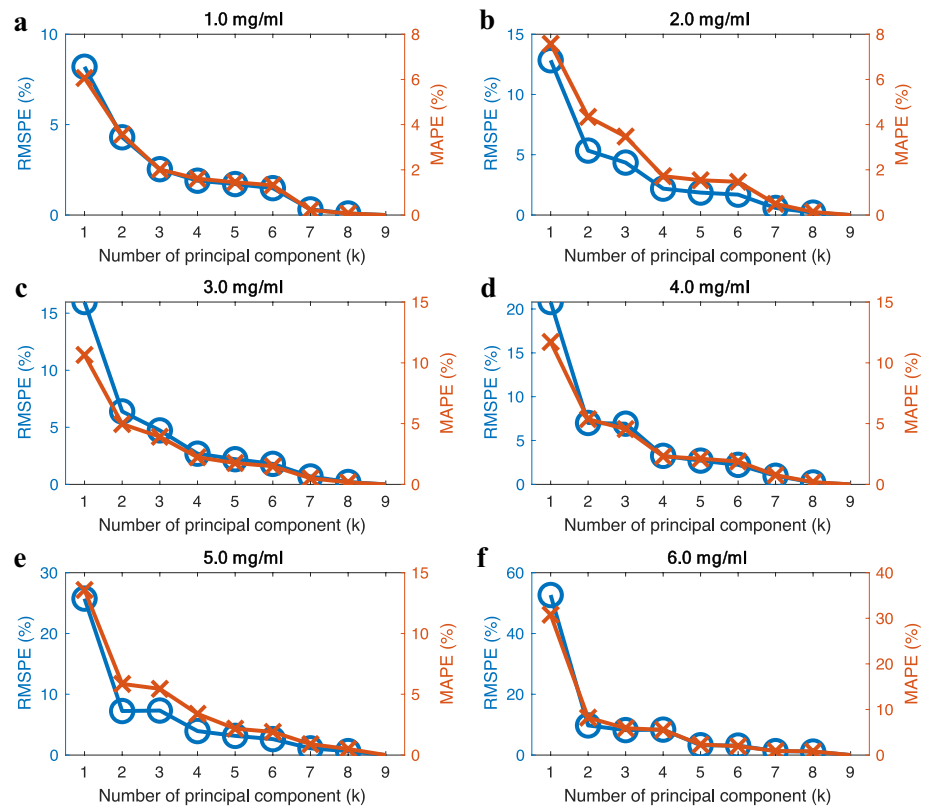 a
1.0 mg/ml
RMSPE (%)
10
5
0
MAPE (%)
8
6
4
2
0
1 2 3 4 5 6 7 8 9
Number of principal component (k)
b
2.0 mg/ml
RMSPE (%)
15
10
5
0
MAPE (%)
8
6
4
2
0
1 2 3 4 5 6 7 8 9
Number of principal component (k)
c
3.0 mg/ml
RMSPE (%)
15
10
5
0
MAPE (%)
15
10
5
0
1 2 3 4 5 6 7 8 9
Number of principal component (k)
d
4.0 mg/ml
RMSPE (%)
20
15
10
5
0
MAPE (%)
15
10
5
0
1 2 3 4 5 6 7 8 9
Number of principal component (k)
e
5.0 mg/ml
RMSPE (%)
30
20
10
0
MAPE (%)
15
10
5
0
1 2 3 4 5 6 7 8 9
Number of principal component (k)
f
6.0 mg/ml
RMSPE (%)
60
40
20
0
MAPE (%)
40
30
20
10
0
1 2 3 4 5 6 7 8 9
Number of principal component (k)